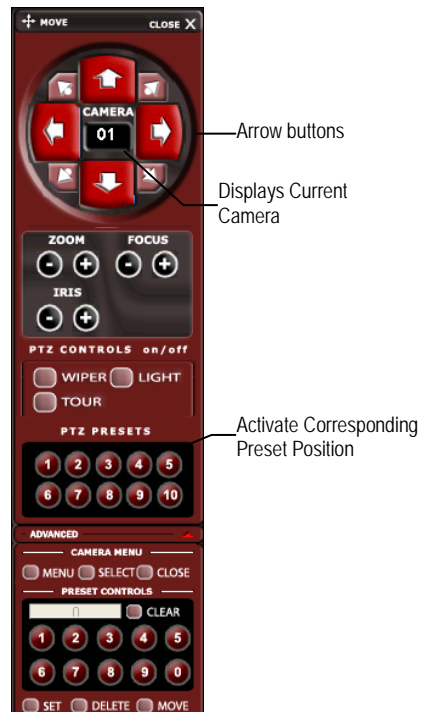 MOVE CLOSE X
CAMERA
01
Arrow buttons
Displays Current
Camera
ZOOM FOCUS
- + - +
IRIS
- +
PTZ CONTROLS on/off
WIPER LIGHT
TOUR
PTZ PRESETS
Activate Corresponding
Preset Position
1 2 3 4 5
6 7 8 9 10
ADVANCED
CAMERA MENU
MENU SELECT CLOSE
PRESET CONTROLS
CLEAR
1 2 3 4 5
6 7 8 9 0
SET DELETE MOVE